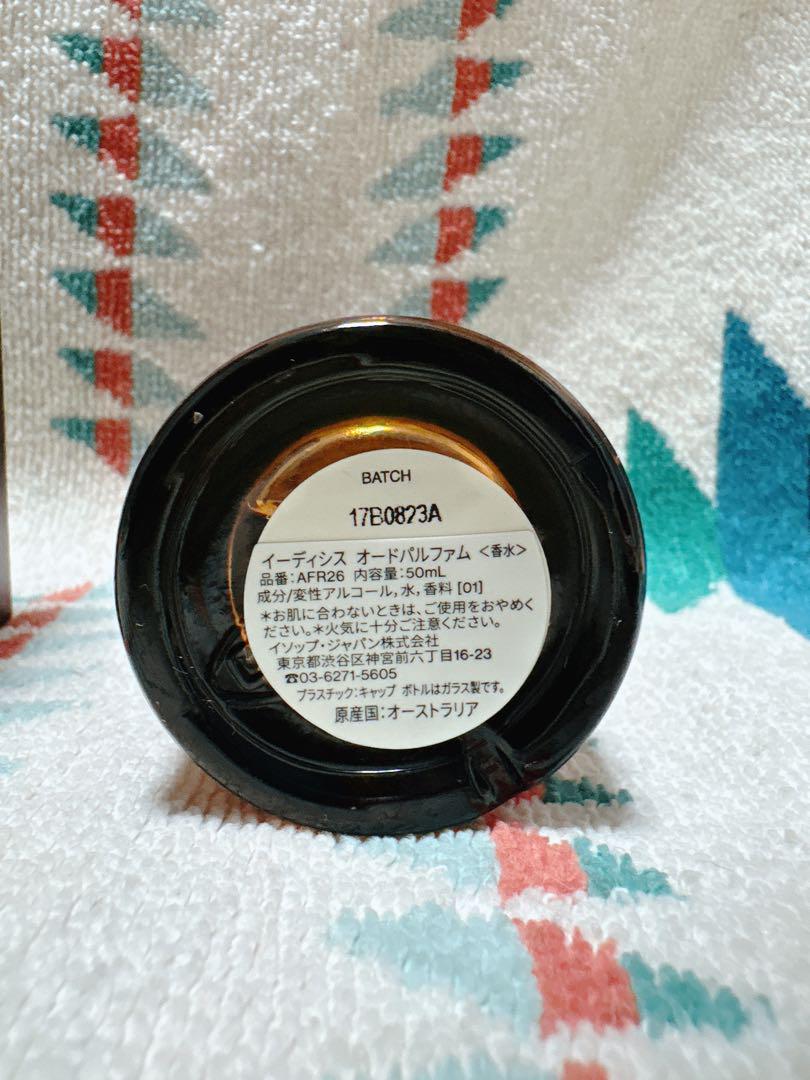 BATCH
17B0823A
イーディシス オードパルファム <香水>
品番:AFR26 内容量:50mL
成分/変性アルコール,水,香料 [01]
*お肌に合わないときは、ご使用をおやめく
ださい。*火気に十分ご注意ください。
イソップ・ジャパン株式会社
東京都渋谷区神宮前六丁目16-23
☎03-6271-5605
プラスチック:キャップ ボトルはガラス製です。
原産国:オーストラリア